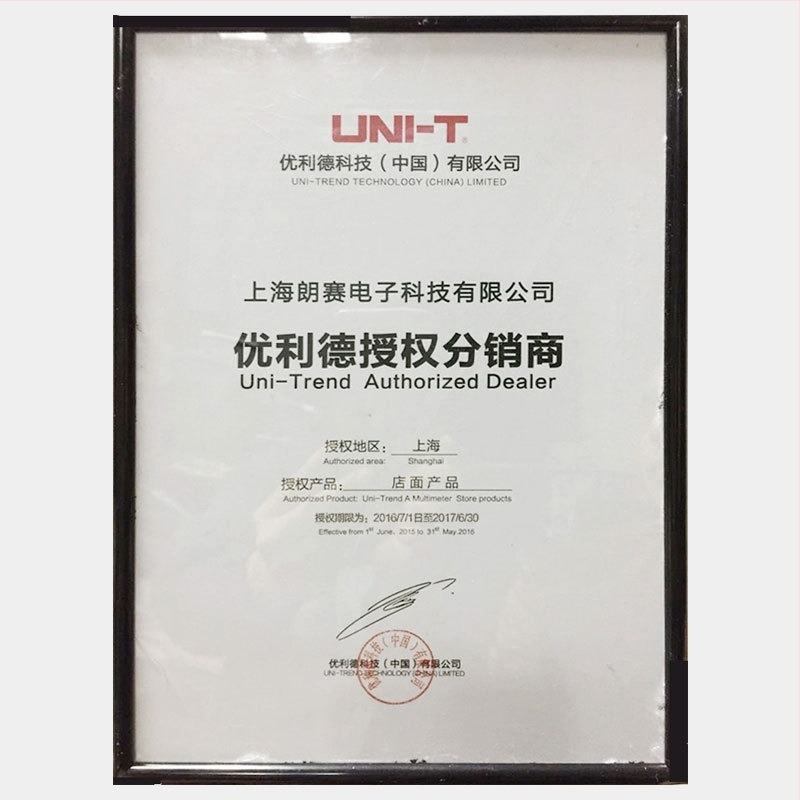 UNI-T®
优利德科技（中国）有限公司
UNI-TREND TECHNOLOGY (CHINA) LIMITED
上海朗赛电子科技有限公司
优利德授权分销商
Uni-Trend Authorized Dealer
授权地区： 上海
Authorized area: Shanghai
授权产品： 店面产品
Authorized Product: Uni-Trend A Multimeter Store products
授权期限为：2016/7/1日至2017/6/30
Effective from 1st June, 2015 to 31st May.2016
优利德科技（中国）有限公司
UNI-TREND TECHNOLOGY (CHINA) LIMITED